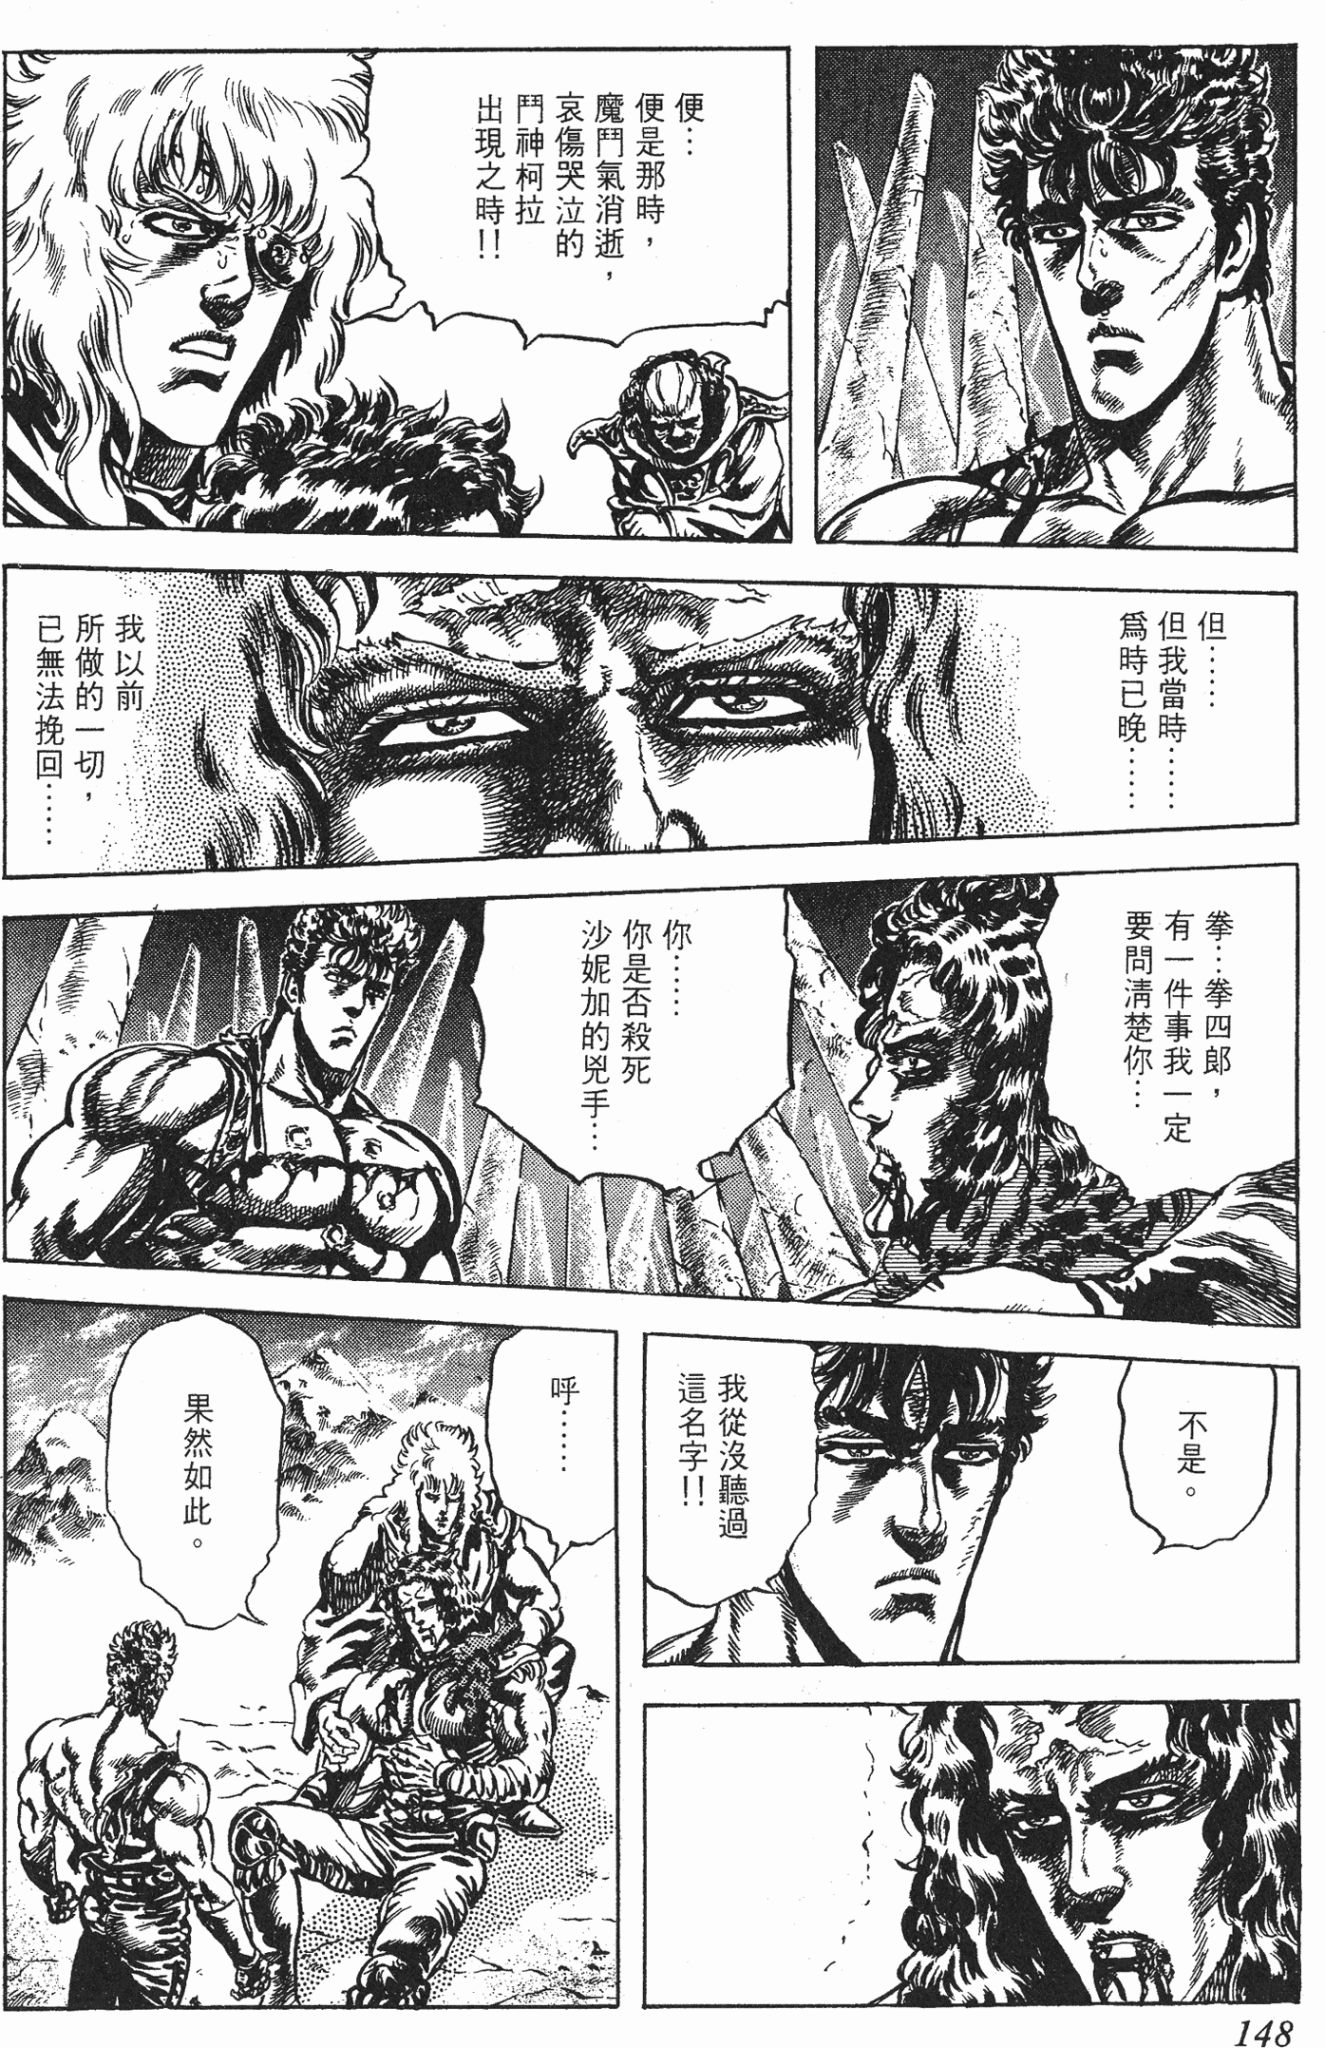 便…
便是那時，
魔鬥氣消逝，
哀傷哭泣的
鬥神柯拉
出現之時!!
但……
但我當時……
爲時已晚……
我以前
所做的一切，
已無法挽回……
拳…拳四郎，
有一件事我一定
要問清楚你…
你……
你是否殺死
沙妮加的兇手…
不是。
我從沒聽過
這名字!!
呼……
果然如此。
148